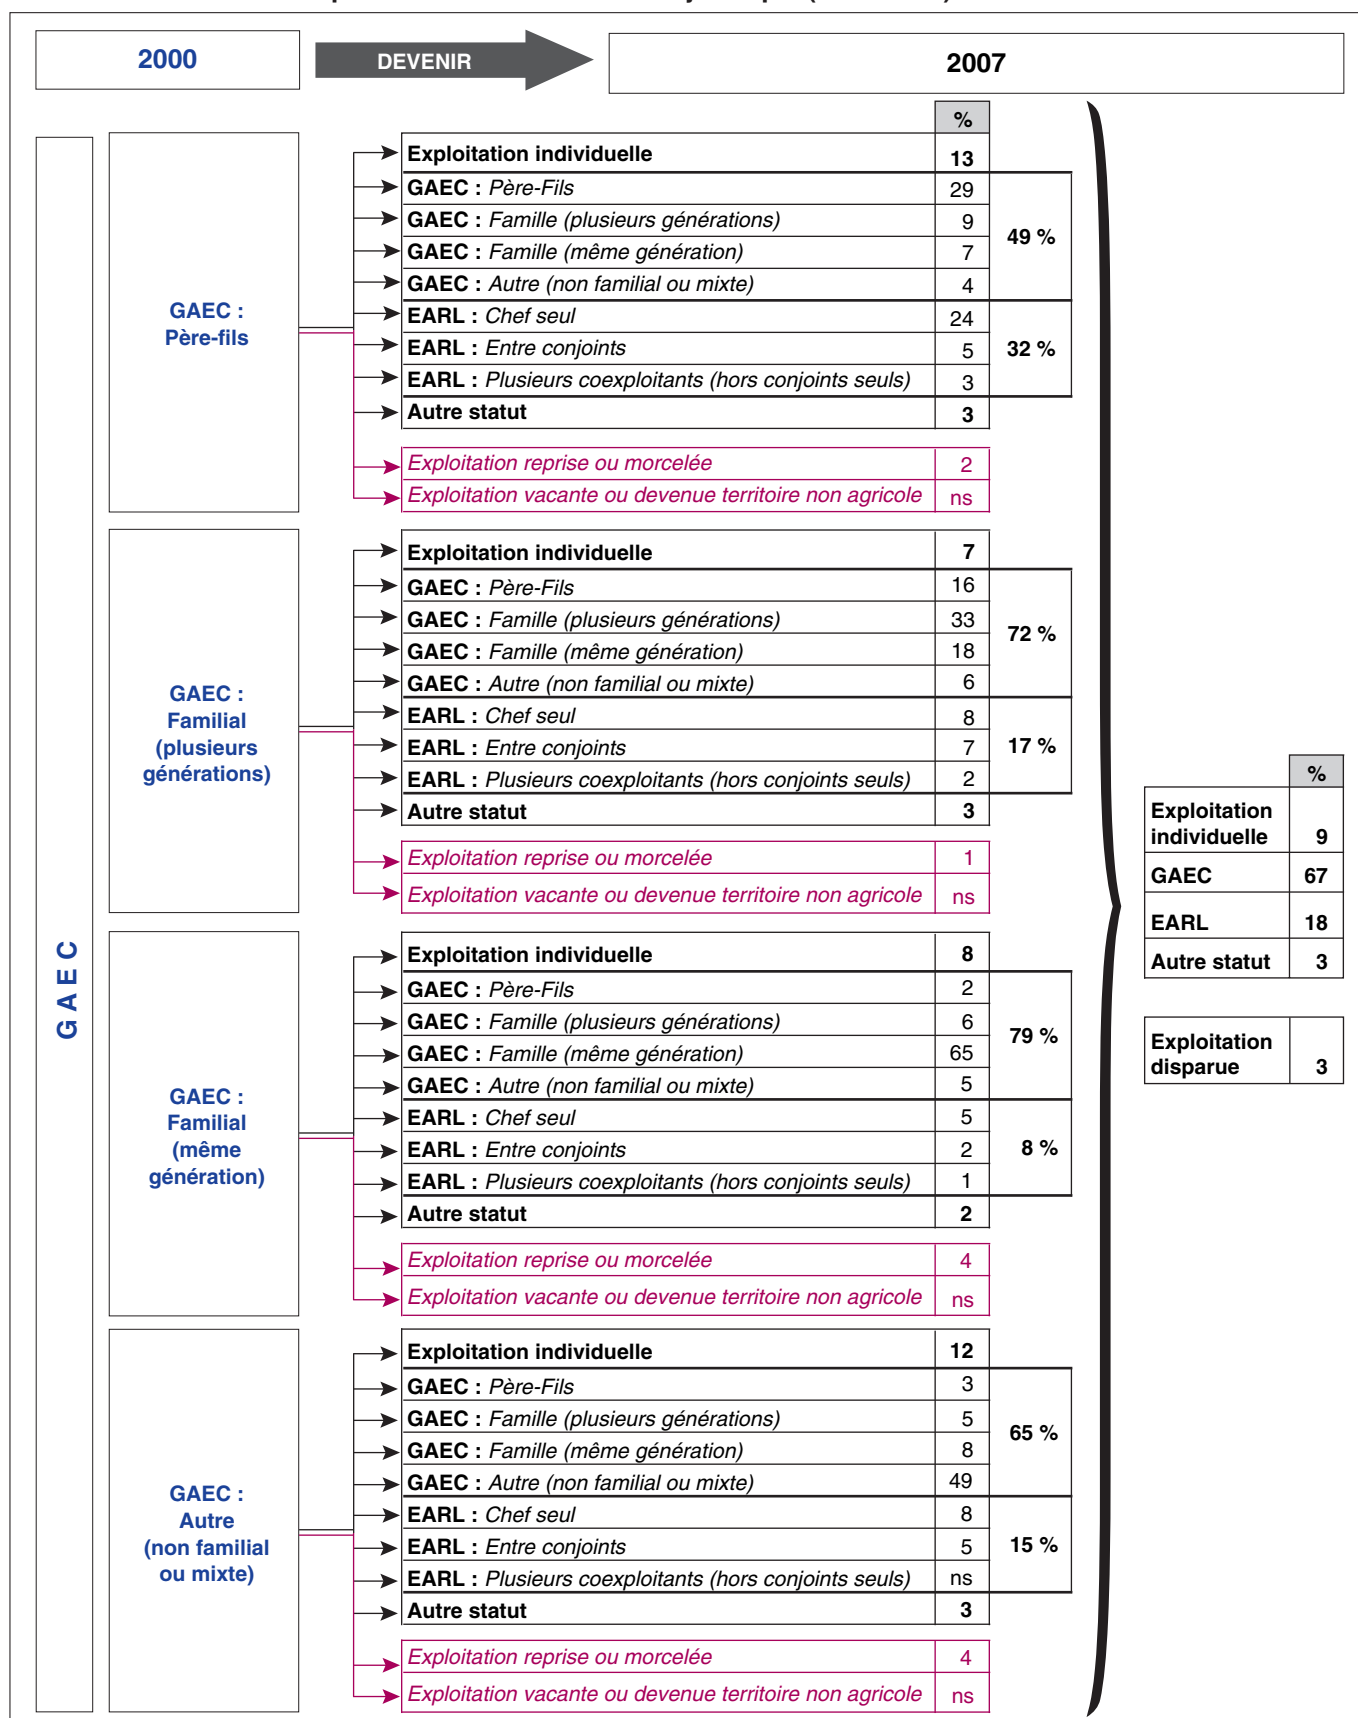 2000
DEVENIR
2007
%
GAEC
GAEC :
Père-fils
Exploitation individuelle 13
GAEC : Père-Fils 29
GAEC : Famille (plusieurs générations) 9
GAEC : Famille (même génération) 7
GAEC : Autre (non familial ou mixte) 4
49 %
EARL : Chef seul 24
EARL : Entre conjoints 5
EARL : Plusieurs coexploitants (hors conjoints seuls) 3
32 %
Autre statut 3
Exploitation reprise ou morcelée 2
Exploitation vacante ou devenue territoire non agricole ns
GAEC :
Familial
(plusieurs
générations)
Exploitation individuelle 7
GAEC : Père-Fils 16
GAEC : Famille (plusieurs générations) 33
GAEC : Famille (même génération) 18
GAEC : Autre (non familial ou mixte) 6
72 %
EARL : Chef seul 8
EARL : Entre conjoints 7
EARL : Plusieurs coexploitants (hors conjoints seuls) 2
17 %
Autre statut 3
Exploitation reprise ou morcelée 1
Exploitation vacante ou devenue territoire non agricole ns
GAEC :
Familial
(même
génération)
Exploitation individuelle 8
GAEC : Père-Fils 2
GAEC : Famille (plusieurs générations) 6
GAEC : Famille (même génération) 65
GAEC : Autre (non familial ou mixte) 5
79 %
EARL : Chef seul 5
EARL : Entre conjoints 2
EARL : Plusieurs coexploitants (hors conjoints seuls) 1
8 %
Autre statut 2
Exploitation reprise ou morcelée 4
Exploitation vacante ou devenue territoire non agricole ns
GAEC :
Autre
(non familial
ou mixte)
Exploitation individuelle 12
GAEC : Père-Fils 3
GAEC : Famille (plusieurs générations) 5
GAEC : Famille (même génération) 8
GAEC : Autre (non familial ou mixte) 49
65 %
EARL : Chef seul 8
EARL : Entre conjoints 5
EARL : Plusieurs coexploitants (hors conjoints seuls) ns
15 %
Autre statut 3
Exploitation reprise ou morcelée 4
Exploitation vacante ou devenue territoire non agricole ns
%
Exploitation
individuelle 9
GAEC 67
EARL 18
Autre statut 3
Exploitation
disparue 3